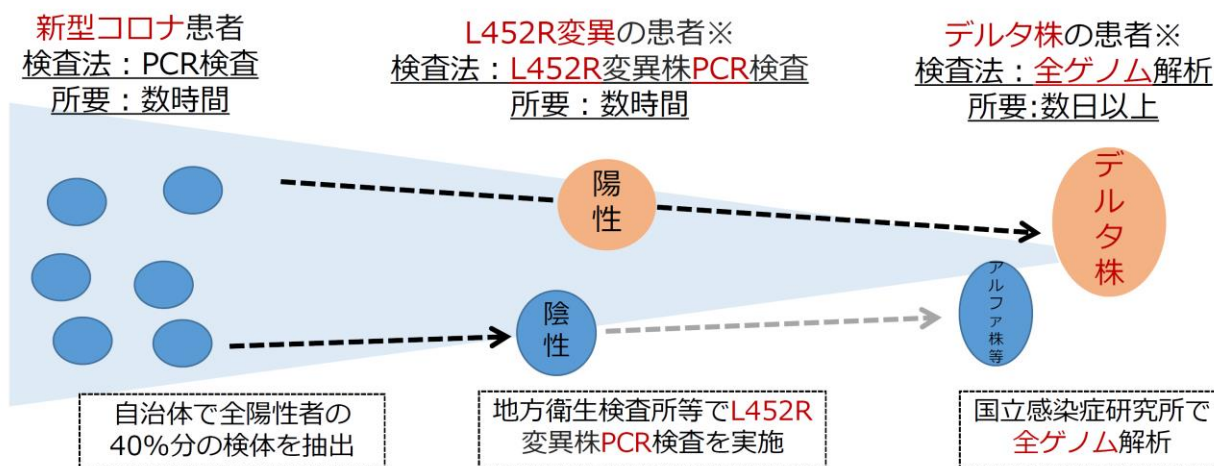 新型コロナ患者
検査法：PCR検査
所要：数時間
L452R変異の患者※
検査法：L452R変異株PCR検査
所要：数時間
デルタ株の患者※
検査法：全ゲノム解析
所要:数日以上
陽性
デルタ株
陰性
アルファ株等
自治体で全陽性者の
40%分の検体を抽出
地方衛生検査所等でL452R
変異株PCR検査を実施
国立感染症研究所で
全ゲノム解析